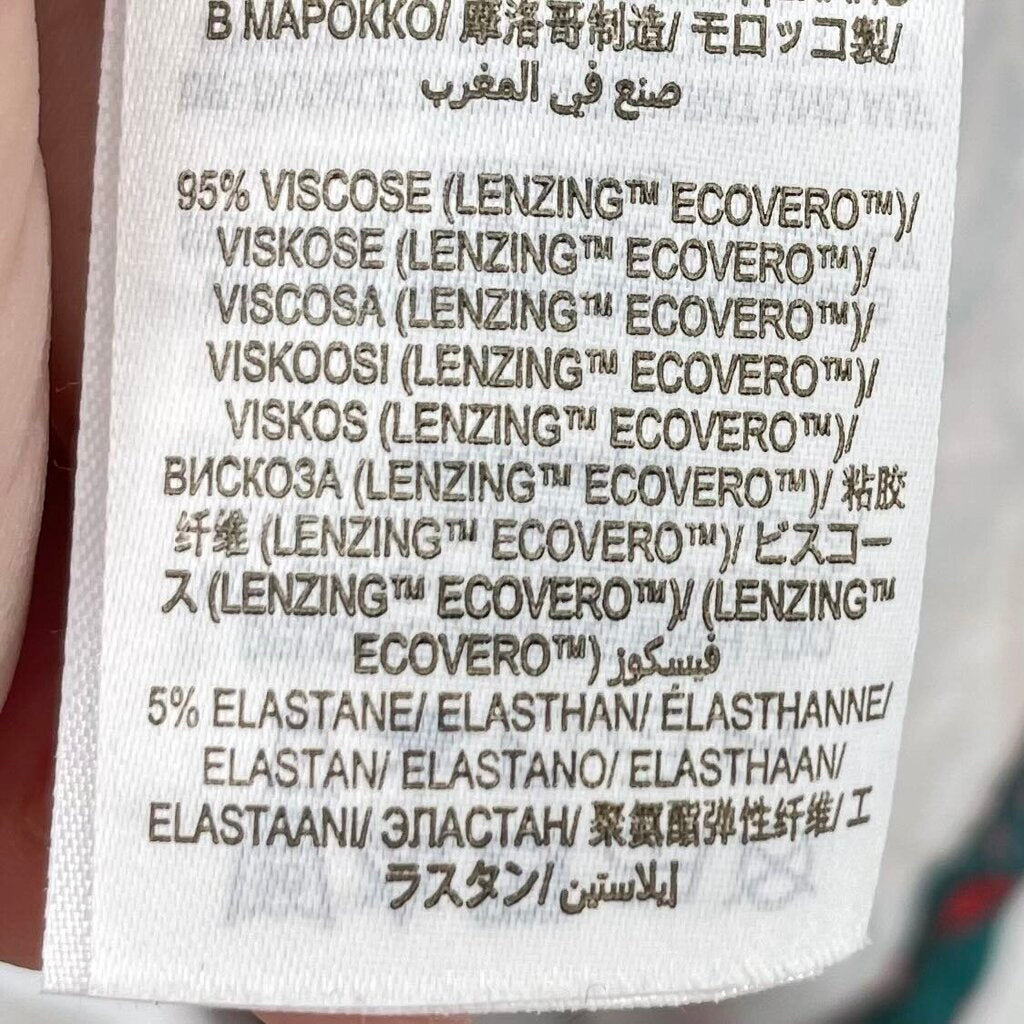 В МАРОККО/ 摩洛哥制造/ モロッコ製/
صنع في المغرب
95% VISCOSE (LENZING™ ECOVERO™)/
VISKOSE (LENZING™ ECOVERO™)/
VISCOSA (LENZING™ ECOVERO™)/
VISKOOSI (LENZING™ ECOVERO™)/
VISKOS (LENZING™ ECOVERO™)/
ВИСКОЗА (LENZING™ ECOVERO™)/ 粘胶
纤维 (LENZING™ ECOVERO™)/ ビスコー
ス (LENZING™ ECOVERO™)/ (LENZING™
ECOVERO™) فيسكوز
5% ELASTANE/ ELASTHAN/ ÉLASTHANNE/
ELASTAN/ ELASTANO/ ELASTHAAN/
ELASTAANI/ ЭЛАСТАН/ 聚氨酯弹性纤维/ エ
ラスタン/ إيلاستين